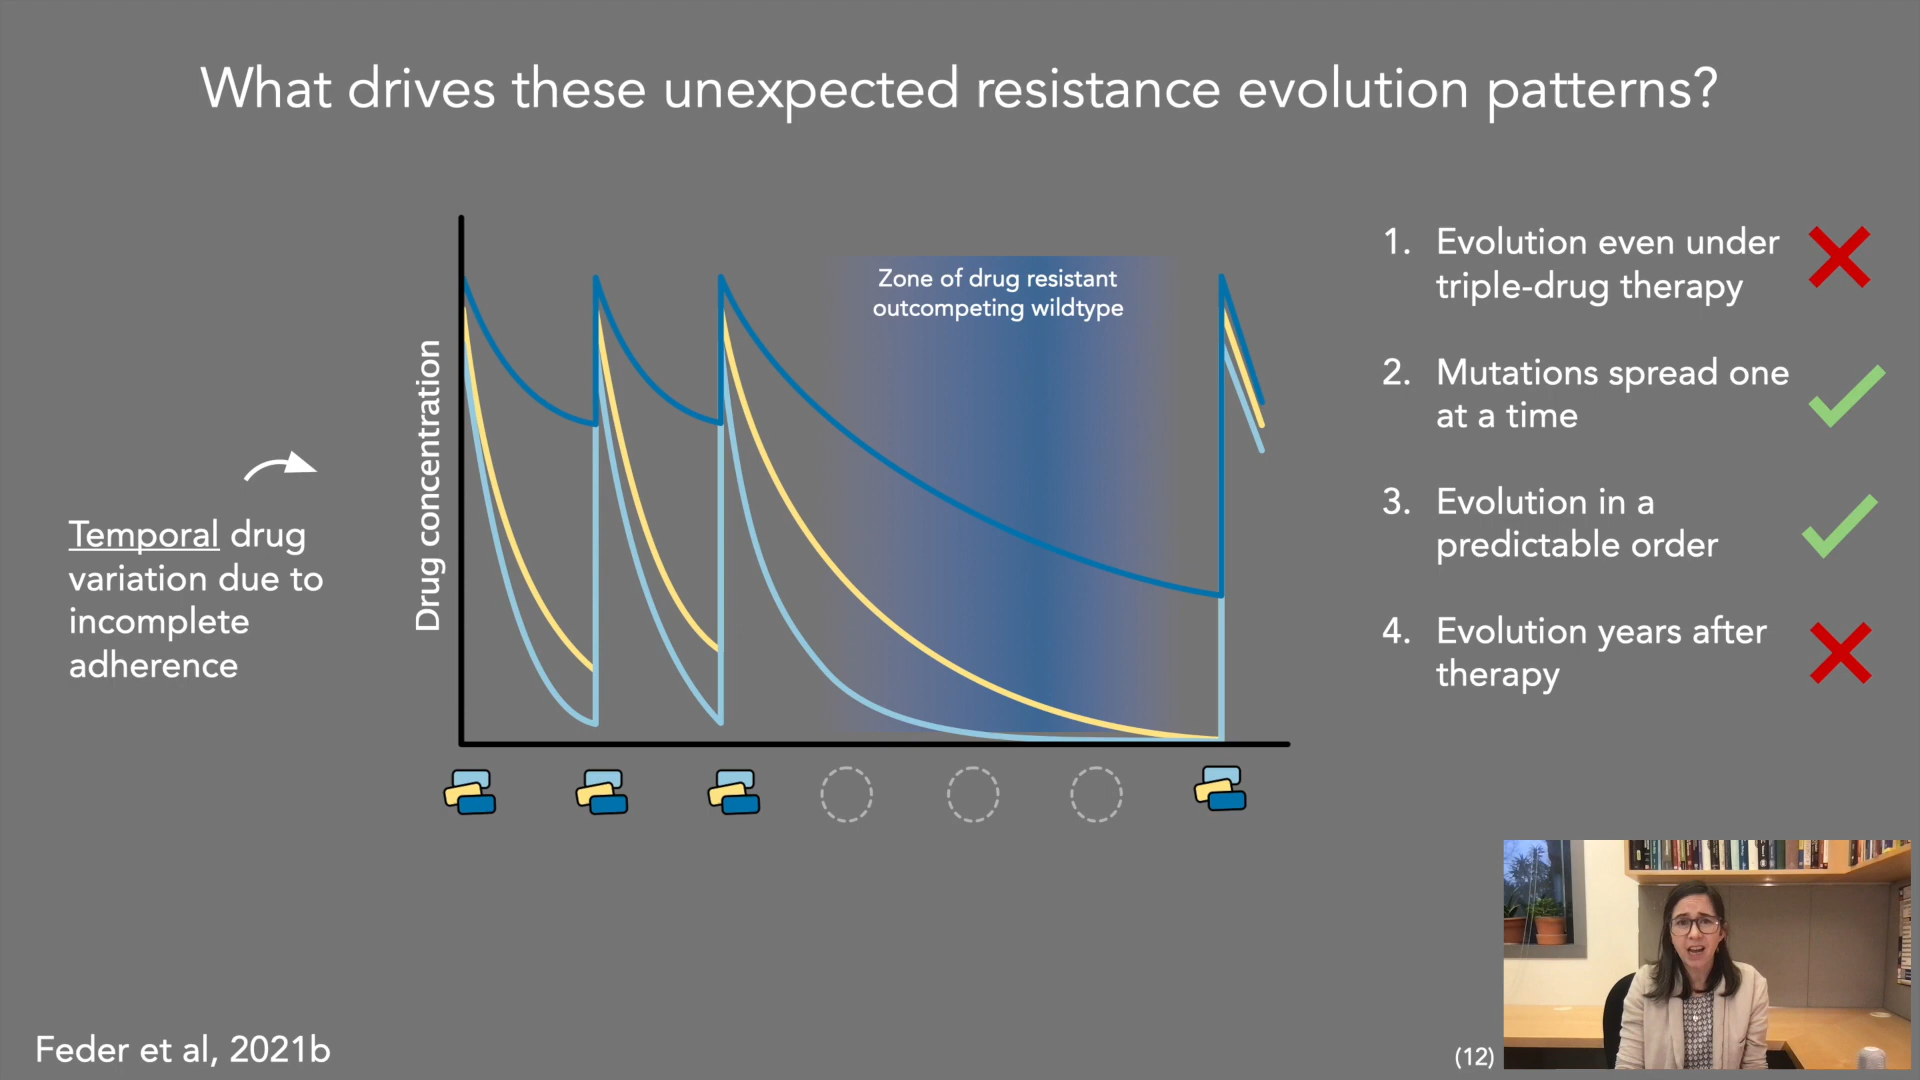 What drives these unexpected resistance evolution patterns?
Temporal drug
variation due to
incomplete
adherence
Drug concentration
Zone of drug resistant
outcompeting wildtype
1. Evolution even under
triple-drug therapy
2. Mutations spread one
at a time
3. Evolution in a
predictable order
4. Evolution years after
therapy
Feder et al, 2021b
(12)